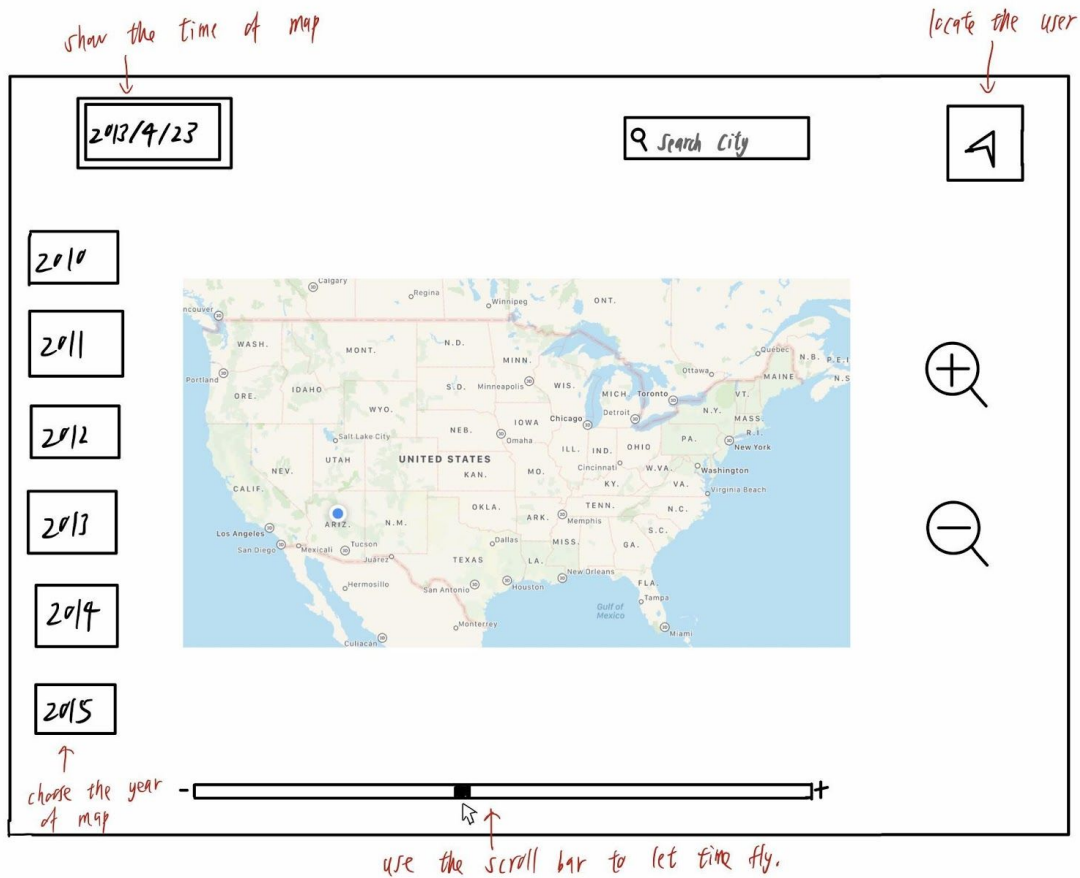 show the time of map
locate the user
2013/4/23
Search City
2010
2011
2012
2013
2014
2015
Calgary
Regina
Winnipeg
ONT.
ncouver
WASH.
MONT.
N.D.
MINN.
Quebec
N.B.
P.E.I
Ottawa
MAINE
N.S
Portland
ORE.
IDAHO
S.D.
Minneapolis
WIS.
MICH
Toronto
VT.
WYO.
Detroit
N.Y.
MASS
R.I.
IOWA
Chicago
NEB.
Omaha
Salt Lake City
ILL.
IND.
OHIO
PA.
New York
UNITED STATES
NEV.
UTAH
KAN.
MO.
Cincinnati
W.VA.
Washington
KY.
VA.
Virginia Beach
CALIF.
OKLA.
TENN.
N.C.
ARIZ.
N.M.
ARK.
Memphis
Los Angeles
S.C.
San Diego
Mexicali
Tucson
Dallas
MISS.
GA.
Juárez
TEXAS
LA.
Hermosillo
San Antonio
Houston
New Orleans
FLA.
Tampa
Gulf of
Mexico
Monterrey
Miami
Culiacán
choose the year
of map
- +
use the scroll bar to let time fly.